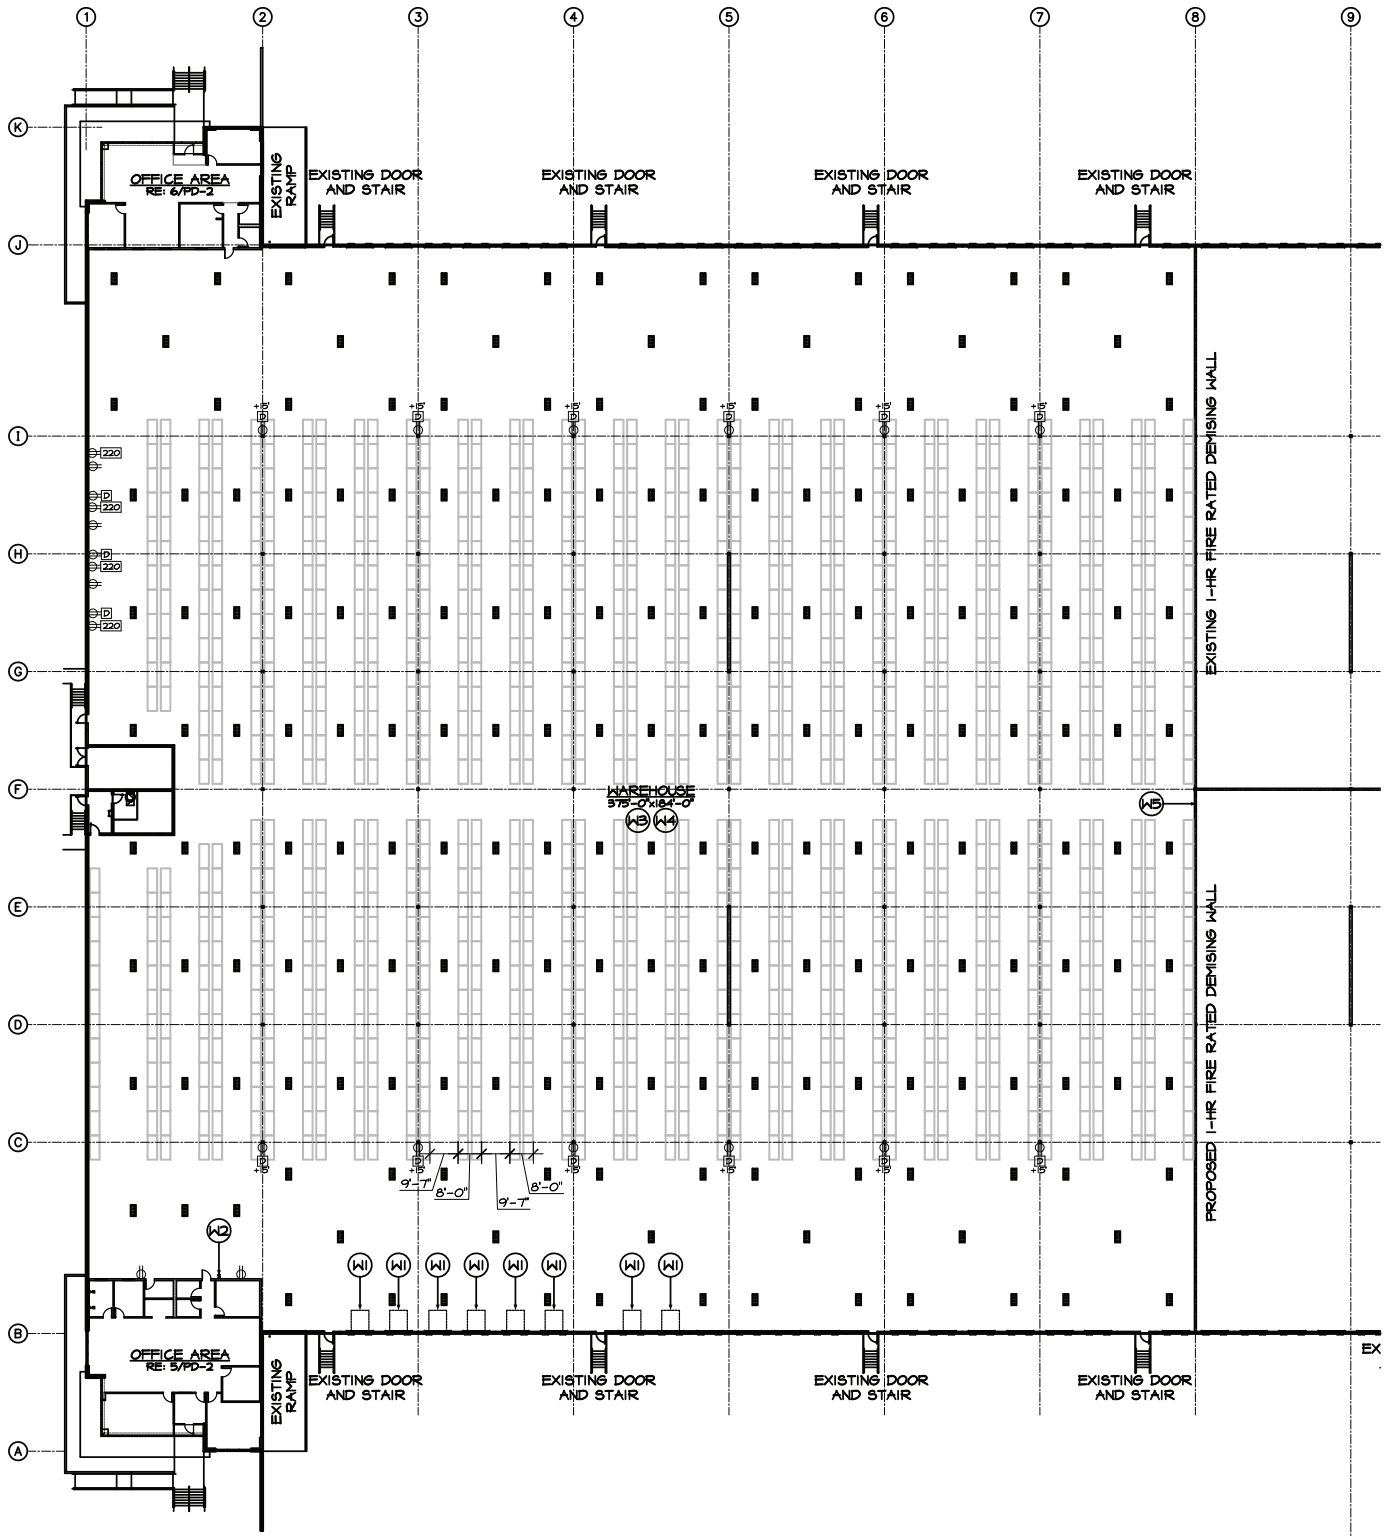 1
2
3
4
5
6
7
8
9
K
OFFICE AREA
RE: 6/PD-2
EXISTING
RAMP
EXISTING DOOR
AND STAIR
EXISTING DOOR
AND STAIR
EXISTING DOOR
AND STAIR
EXISTING DOOR
AND STAIR
J
I
220
D
220
H
D
220
D
220
EXISTING 1-HR FIRE RATED DEMISING WALL
G
F
WAREHOUSE
375'-0"x184'-0"
W3
W4
W5
E
PROPOSED 1-HR FIRE RATED DEMISING WALL
D
C
9'-7"
8'-0"
9'-7"
8'-0"
W2
W1
W1
W1
W1
W1
W1
W1
W1
B
OFFICE AREA
RE: 5/PD-2
EXISTING
RAMP
EXISTING DOOR
AND STAIR
EXISTING DOOR
AND STAIR
EXISTING DOOR
AND STAIR
EXISTING DOOR
AND STAIR
EX
A